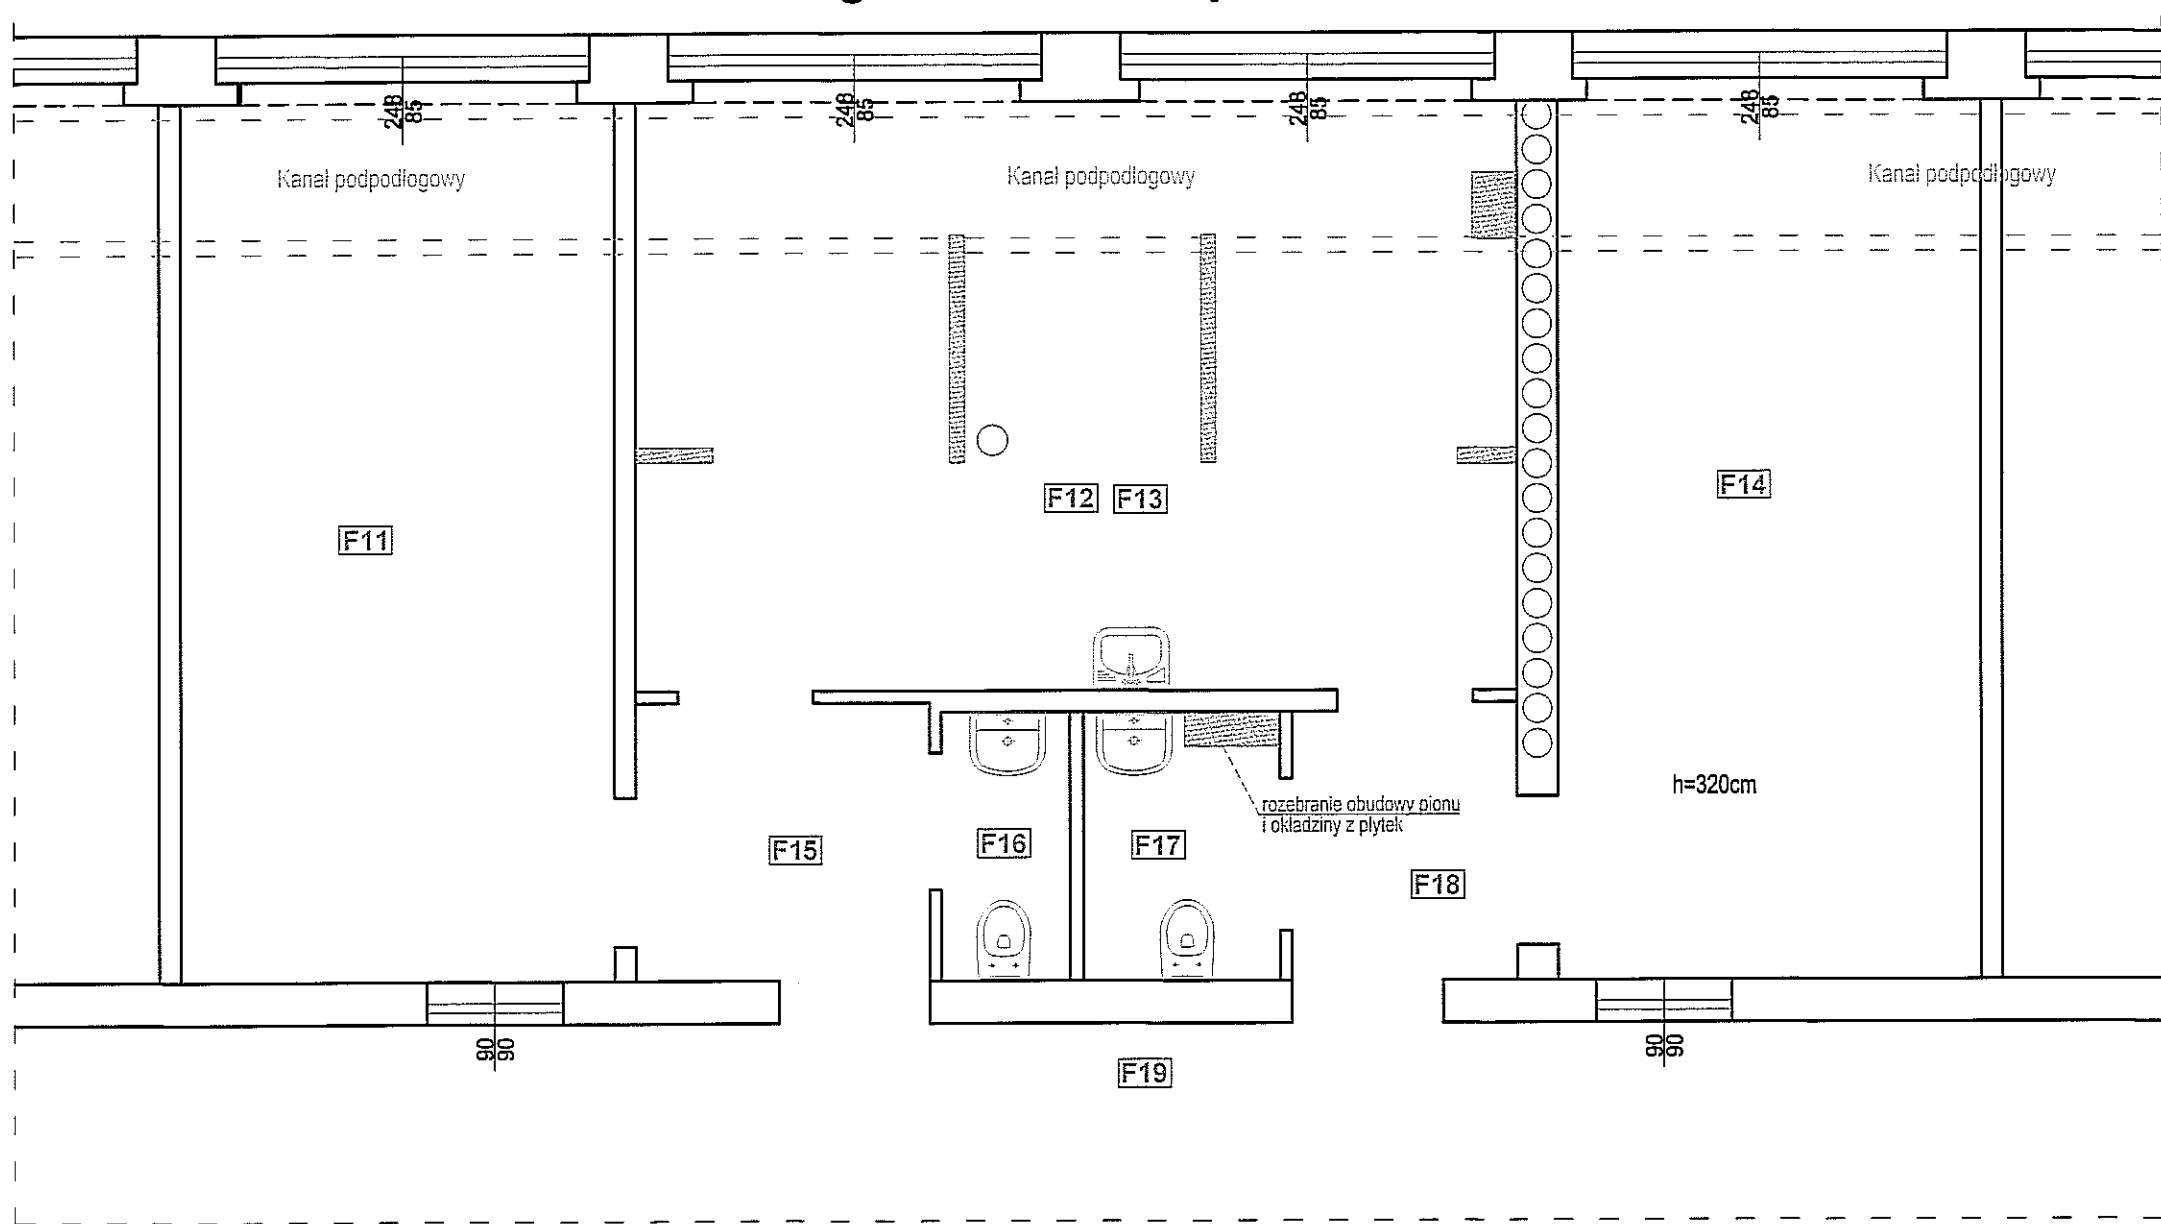 248
85
248
85
248
85
248
85
Kanał podpodłogowy
Kanał podpodłogowy
Kanał podpodłogowy
F12 F13
F14
F11
h=320cm
rozebranie obudowy pionu
i okładziny z płytek
F15
F16
F17
F18
90
90
90
90
F19